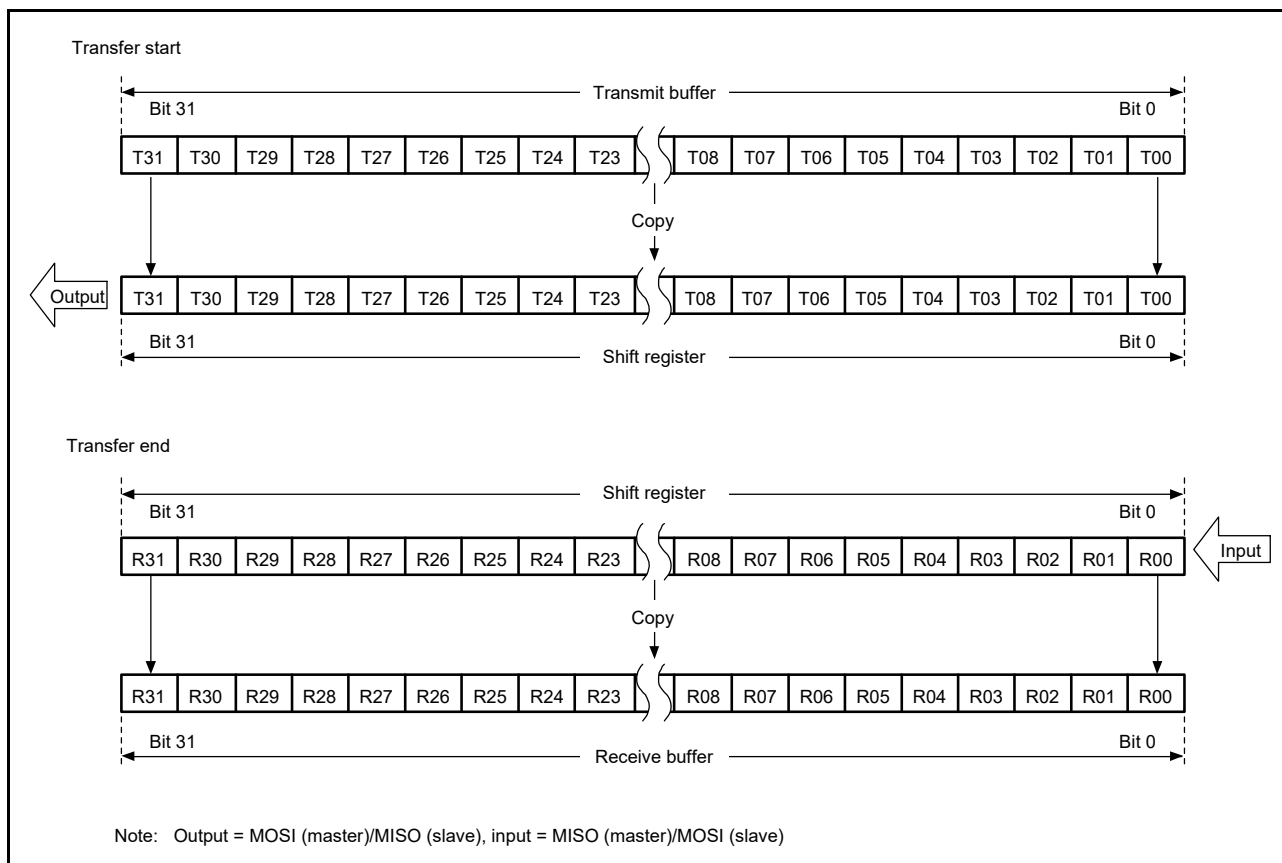 Transfer start
Transmit buffer
Bit 31 Bit 0
T31 T30 T29 T28 T27 T26 T25 T24 T23 T08 T07 T06 T05 T04 T03 T02 T01 T00
Copy
Output T31 T30 T29 T28 T27 T26 T25 T24 T23 T08 T07 T06 T05 T04 T03 T02 T01 T00
Bit 31 Bit 0
Shift register
Transfer end
Shift register
Bit 31 Bit 0
R31 R30 R29 R28 R27 R26 R25 R24 R23 R08 R07 R06 R05 R04 R03 R02 R01 R00 Input
Copy
R31 R30 R29 R28 R27 R26 R25 R24 R23 R08 R07 R06 R05 R04 R03 R02 R01 R00
Bit 31 Bit 0
Receive buffer
Note: Output = MOSI (master)/MISO (slave), input = MISO (master)/MOSI (slave)